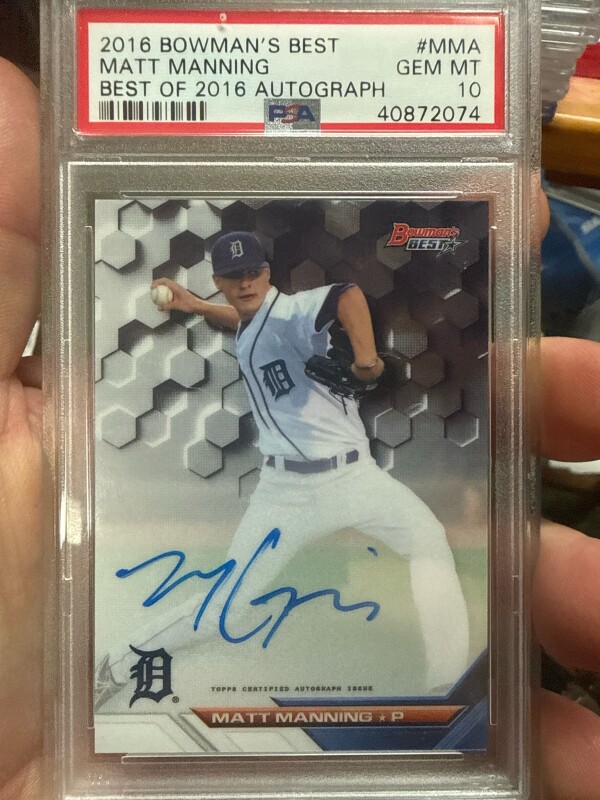 2016 BOWMAN'S BEST #MMA
MATT MANNING GEM MT
BEST OF 2016 AUTOGRAPH 10
PSA 40872074
Bowman's
BEST
D
D
D
TOPPS CERTIFIED AUTOGRAPH ISSUE
MATT MANNING ★ P